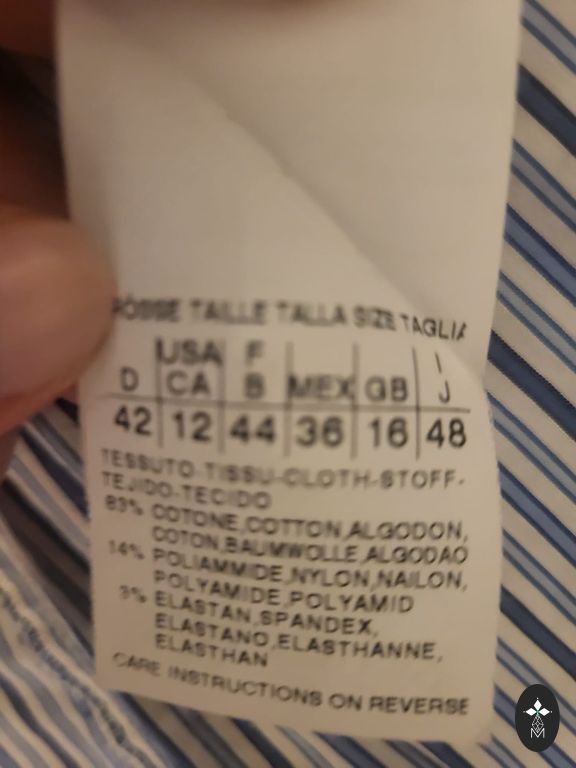 TAILLE TALLA SIZE TAGLIA
USA F I
D CA B MEX GB J
42 12 44 36 16 48
TESSUTO-TISSU-CLOTH-STOFF-
TEJIDO-TECIDO
83% COTONE,COTTON,ALGODON,
COTON,BAUMWOLLE,ALGODAO
14% POLIAMMIDE,NYLON,NAILON,
POLYAMIDE,POLYAMID
3% ELASTAN,SPANDEX,
ELASTANO,ELASTHANNE,
ELASTHAN
CARE INSTRUCTIONS ON REVERSE
M